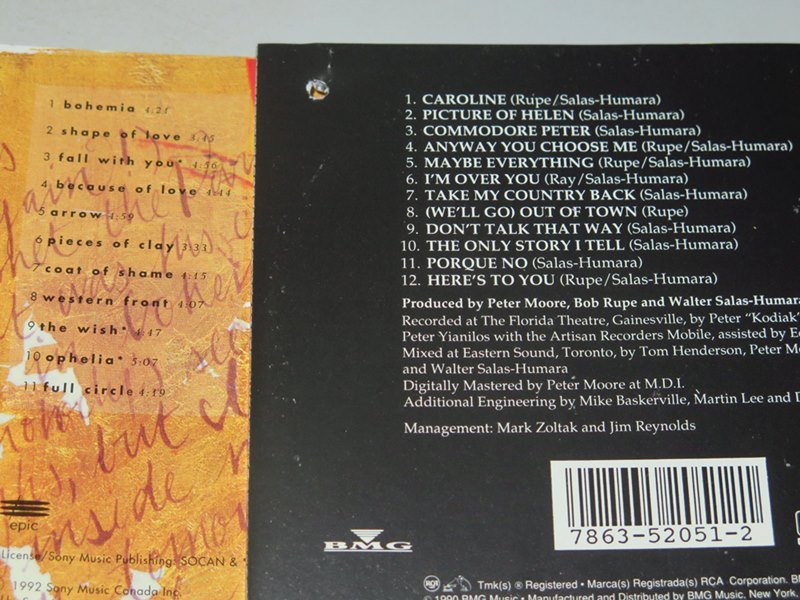 1 bohemia 4:24
2 shape of love 3:45
3 fall with you* 4:56
4 because of love 4:44
5 arrow 4:59
6 pieces of clay 3:33
7 coat of shame 4:15
8 western front 4:07
9 the wish* 4:47
10 ophelia* 5:07
11 full circle 4:49
epic
License/Sony Music Publishing: SOCAN &
1992 Sony Music Canada Inc.
1. CAROLINE (Rupe/Salas-Humara)
2. PICTURE OF HELEN (Salas-Humara)
3. COMMODORE PETER (Salas-Humara)
4. ANYWAY YOU CHOOSE ME (Rupe/Salas-Humara)
5. MAYBE EVERYTHING (Rupe/Salas-Humara)
6. I'M OVER YOU (Ray/Salas-Humara)
7. TAKE MY COUNTRY BACK (Salas-Humara)
8. (WE'LL GO) OUT OF TOWN (Rupe)
9. DON'T TALK THAT WAY (Salas-Humara)
10. THE ONLY STORY I TELL (Salas-Humara)
11. PORQUE NO (Salas-Humara)
12. HERE'S TO YOU (Rupe/Salas-Humara)
Produced by Peter Moore, Bob Rupe and Walter Salas-Humara
Recorded at The Florida Theatre, Gainesville, by Peter "Kodiak"
Peter Yianilos with the Artisan Recorders Mobile, assisted by
Mixed at Eastern Sound, Toronto, by Tom Henderson, Peter
and Walter Salas-Humara
Digitally Mastered by Peter Moore at M.D.I.
Additional Engineering by Mike Baskerville, Martin Lee and
Management: Mark Zoltak and Jim Reynolds
7863-52051-2
BMG
RCA Tmk(s) ® Registered • Marca(s) Registrada(s) RCA Corporation.
© 1990 BMG Music • Manufactured and Distributed by BMG Music, New York,